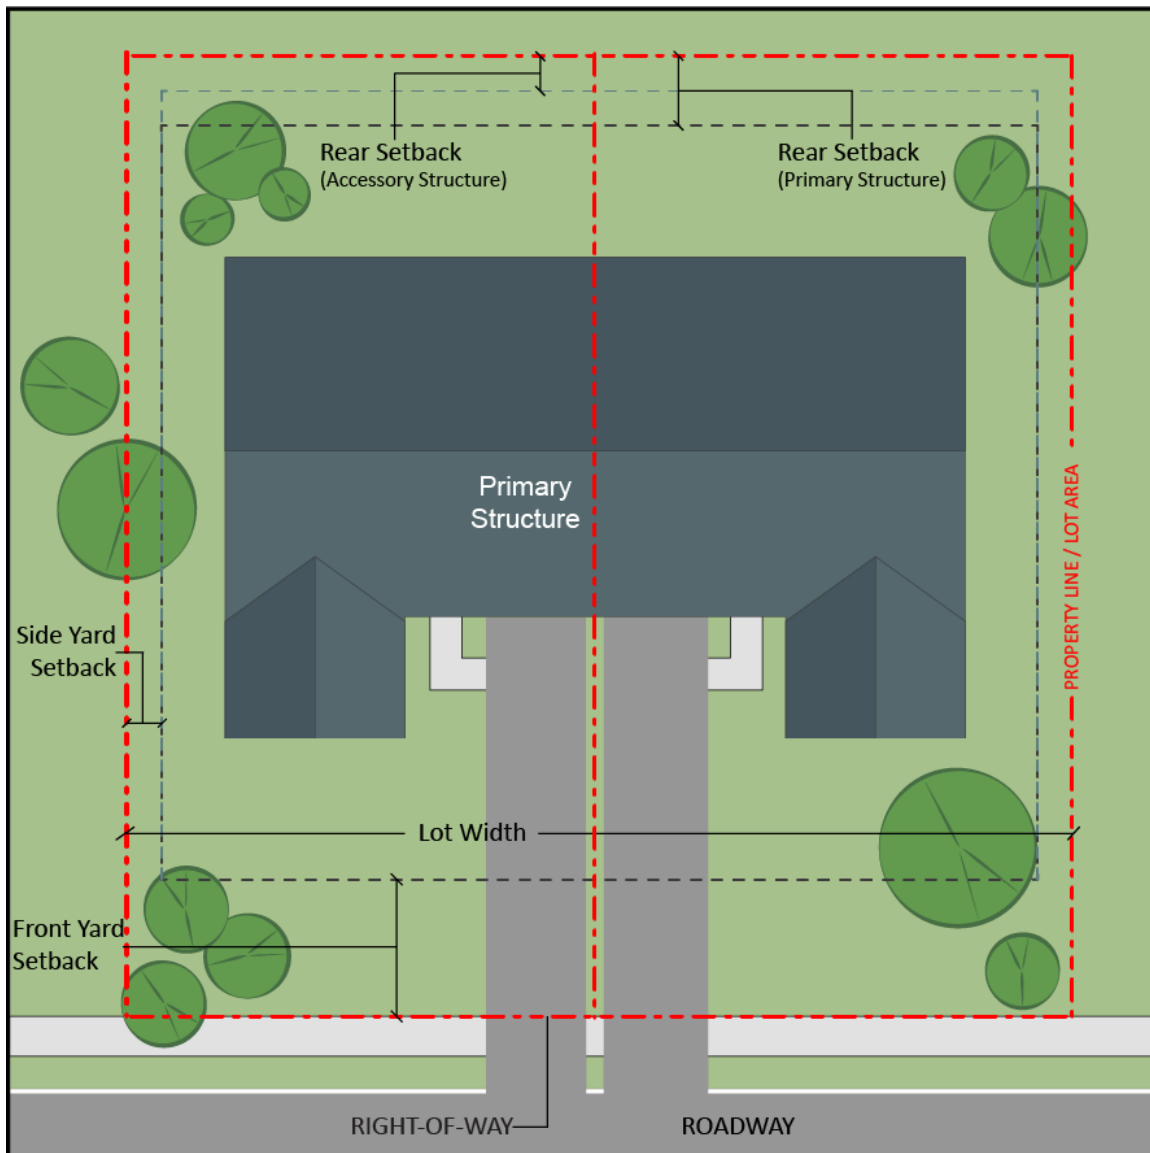 Rear Setback
(Accessory Structure)
Rear Setback
(Primary Structure)
Primary
Structure
PROPERTY LINE / LOT AREA
Side Yard
Setback
Lot Width
Front Yard
Setback
RIGHT-OF-WAY
ROADWAY